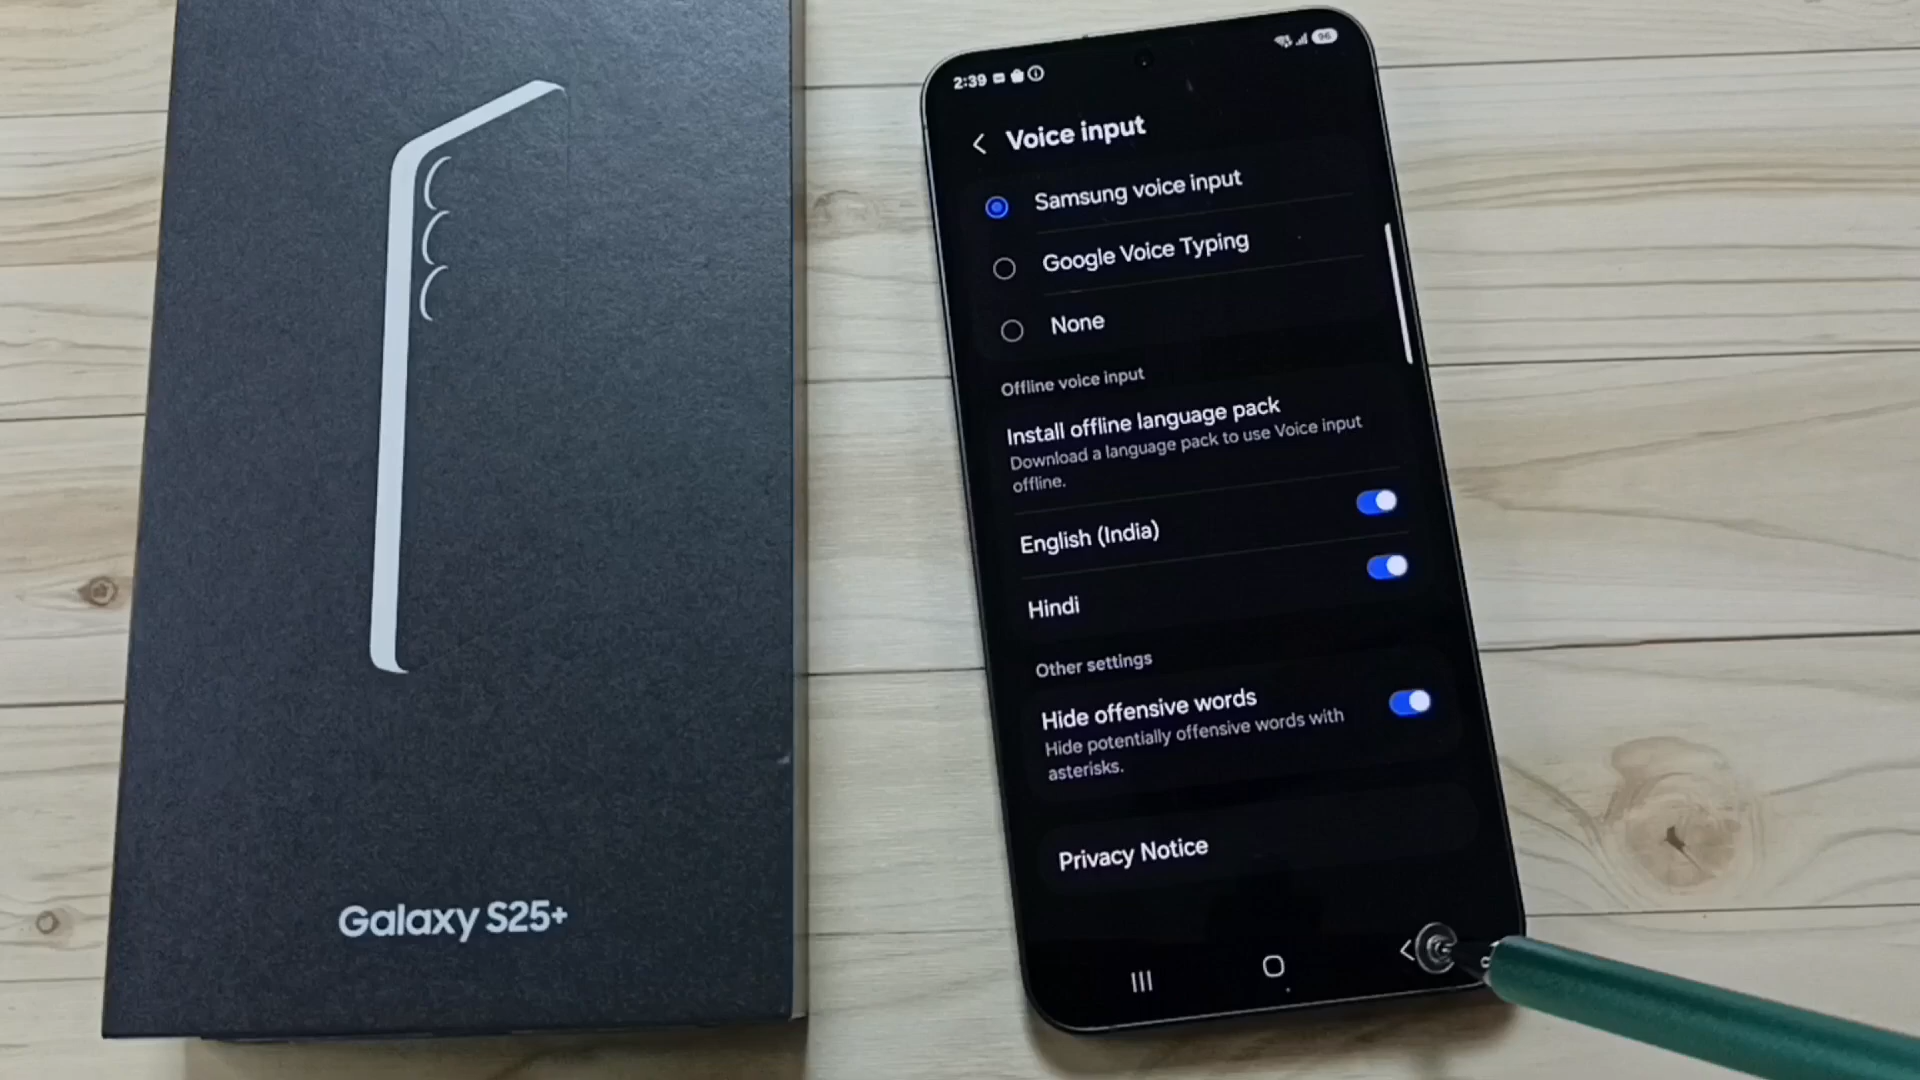 Galaxy S25+
2:39
96
Voice input
Samsung voice input
Google Voice Typing
None
Offline voice input
Install offline language pack
Download a language pack to use Voice input
offline.
English (India)
Hindi
Other settings
Hide offensive words
Hide potentially offensive words with
asterisks.
Privacy Notice